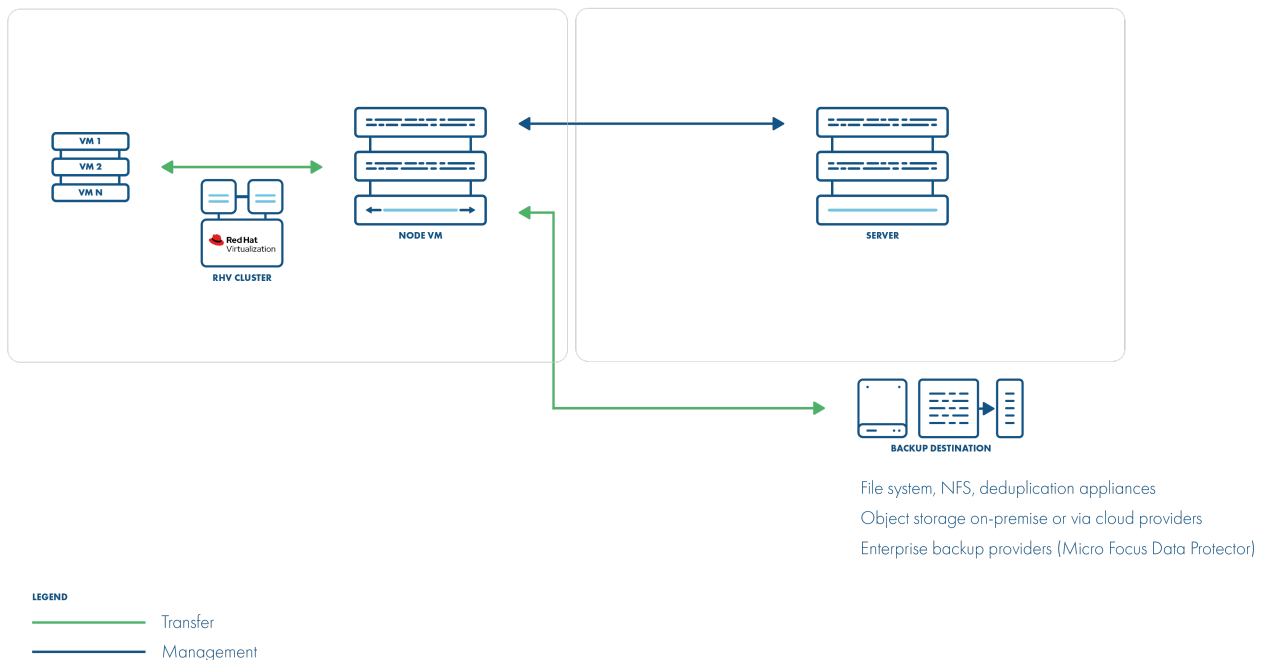 VM 1
VM 2
VM N
Red Hat
Virtualization
RHV CLUSTER
NODE VM
SERVER
BACKUP DESTINATION
File system, NFS, deduplication appliances
Object storage on-premise or via cloud providers
Enterprise backup providers (Micro Focus Data Protector)
LEGEND
Transfer
Management